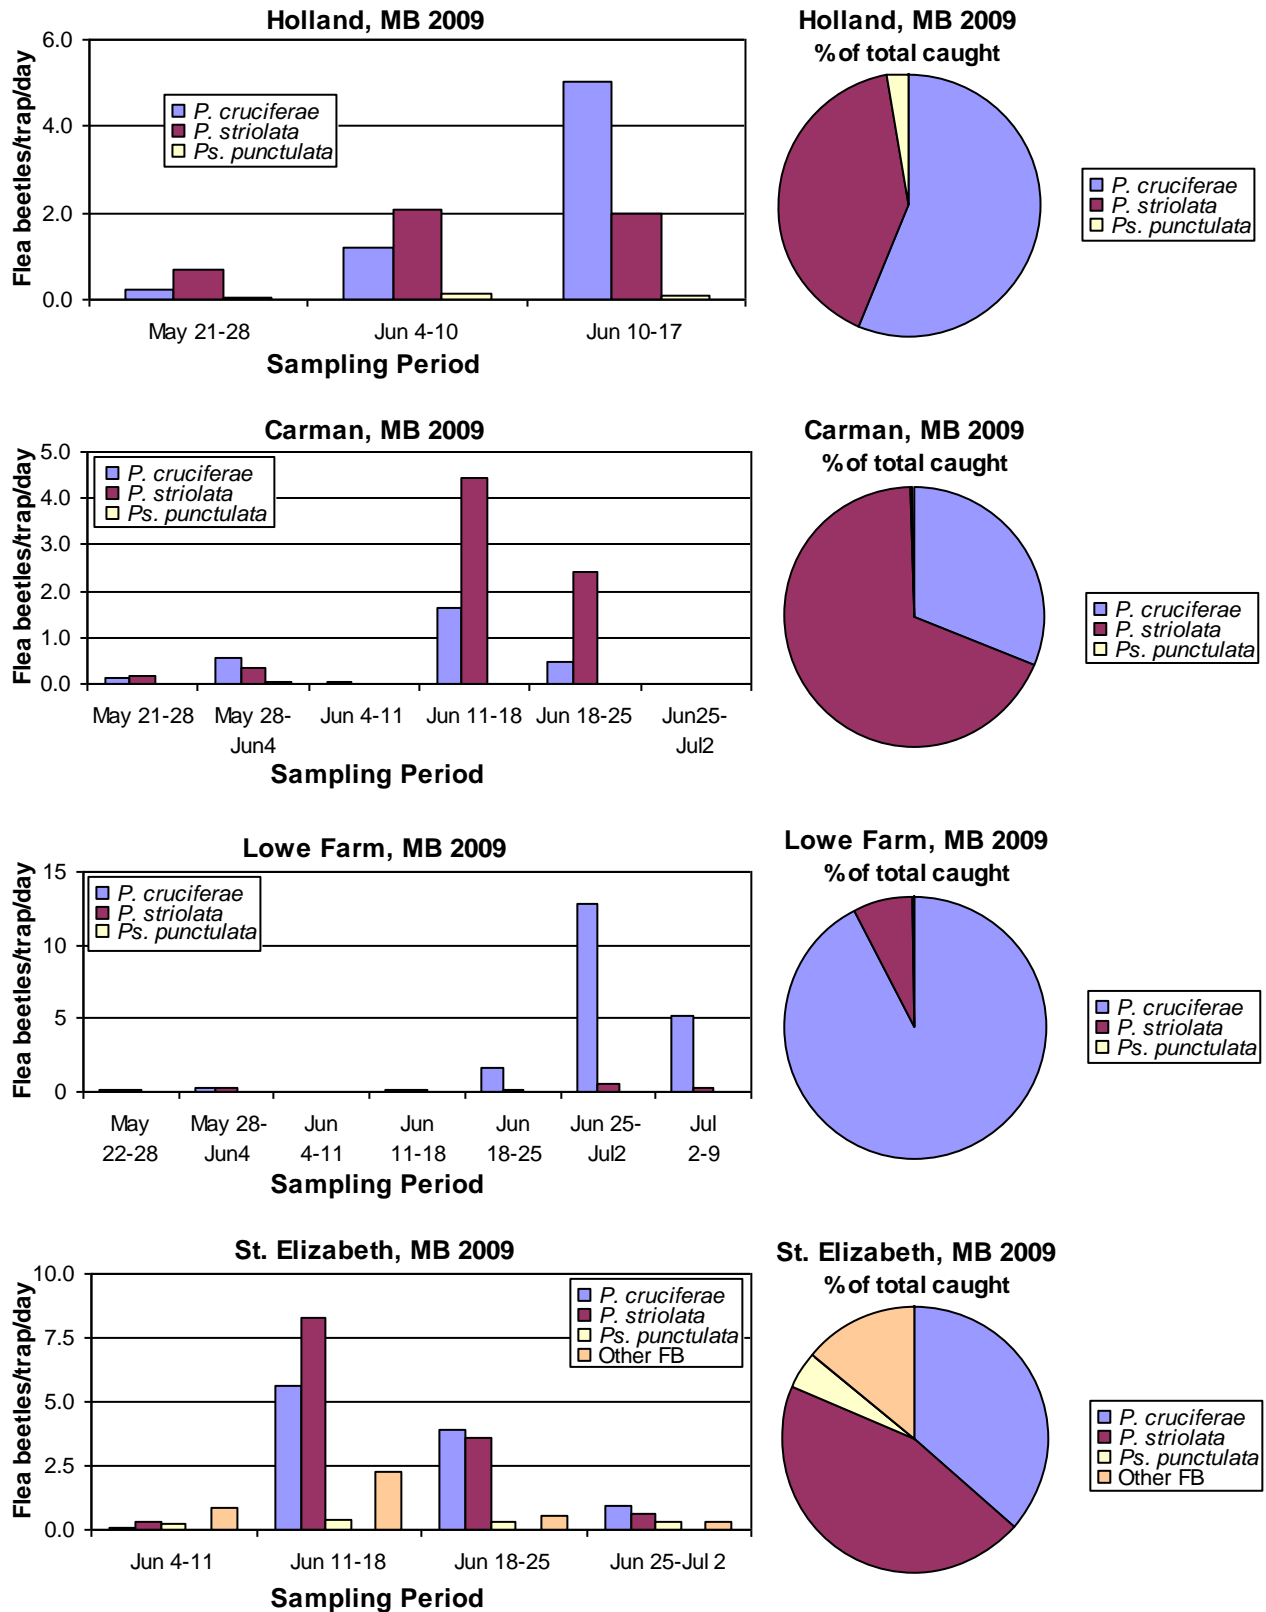 Holland, MB 2009
Flea beetles/trap/day
6.0
4.0
2.0
0.0
P. cruciferae
P. striolata
Ps. punctulata
May 21-28
Jun 4-10
Jun 10-17
Sampling Period
Holland, MB 2009
% of total caught
P. cruciferae
P. striolata
Ps. punctulata
Carman, MB 2009
Flea beetles/trap/day
5.0
4.0
3.0
2.0
1.0
0.0
P. cruciferae
P. striolata
Ps. punctulata
May 21-28
May 28-
Jun4
Jun 4-11
Jun 11-18
Jun 18-25
Jun25-
Jul2
Sampling Period
Carman, MB 2009
% of total caught
P. cruciferae
P. striolata
Ps. punctulata
Lowe Farm, MB 2009
Flea beetles/trap/day
15
10
5
0
P. cruciferae
P. striolata
Ps. punctulata
May
22-28
May 28-
Jun4
Jun
4-11
Jun
11-18
Jun
18-25
Jun 25-
Jul2
Jul
2-9
Sampling Period
Lowe Farm, MB 2009
% of total caught
P. cruciferae
P. striolata
Ps. punctulata
St. Elizabeth, MB 2009
Flea beetles/trap/day
10.0
7.5
5.0
2.5
0.0
P. cruciferae
P. striolata
Ps. punctulata
Other FB
Jun 4-11
Jun 11-18
Jun 18-25
Jun 25-Jul 2
Sampling Period
St. Elizabeth, MB 2009
% of total caught
P. cruciferae
P. striolata
Ps. punctulata
Other FB